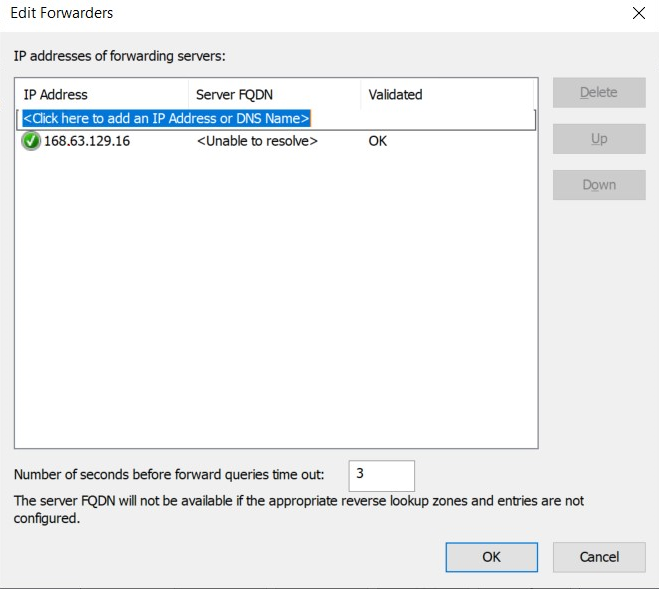 Edit Forwarders
IP addresses of forwarding servers:
IP Address Server FQDN Validated
<Click here to add an IP Address or DNS Name>
168.63.129.16 <Unable to resolve> OK
Delete
Up
Down
Number of seconds before forward queries time out: 3
The server FQDN will not be available if the appropriate reverse lookup zones and entries are not
configured.
OK Cancel